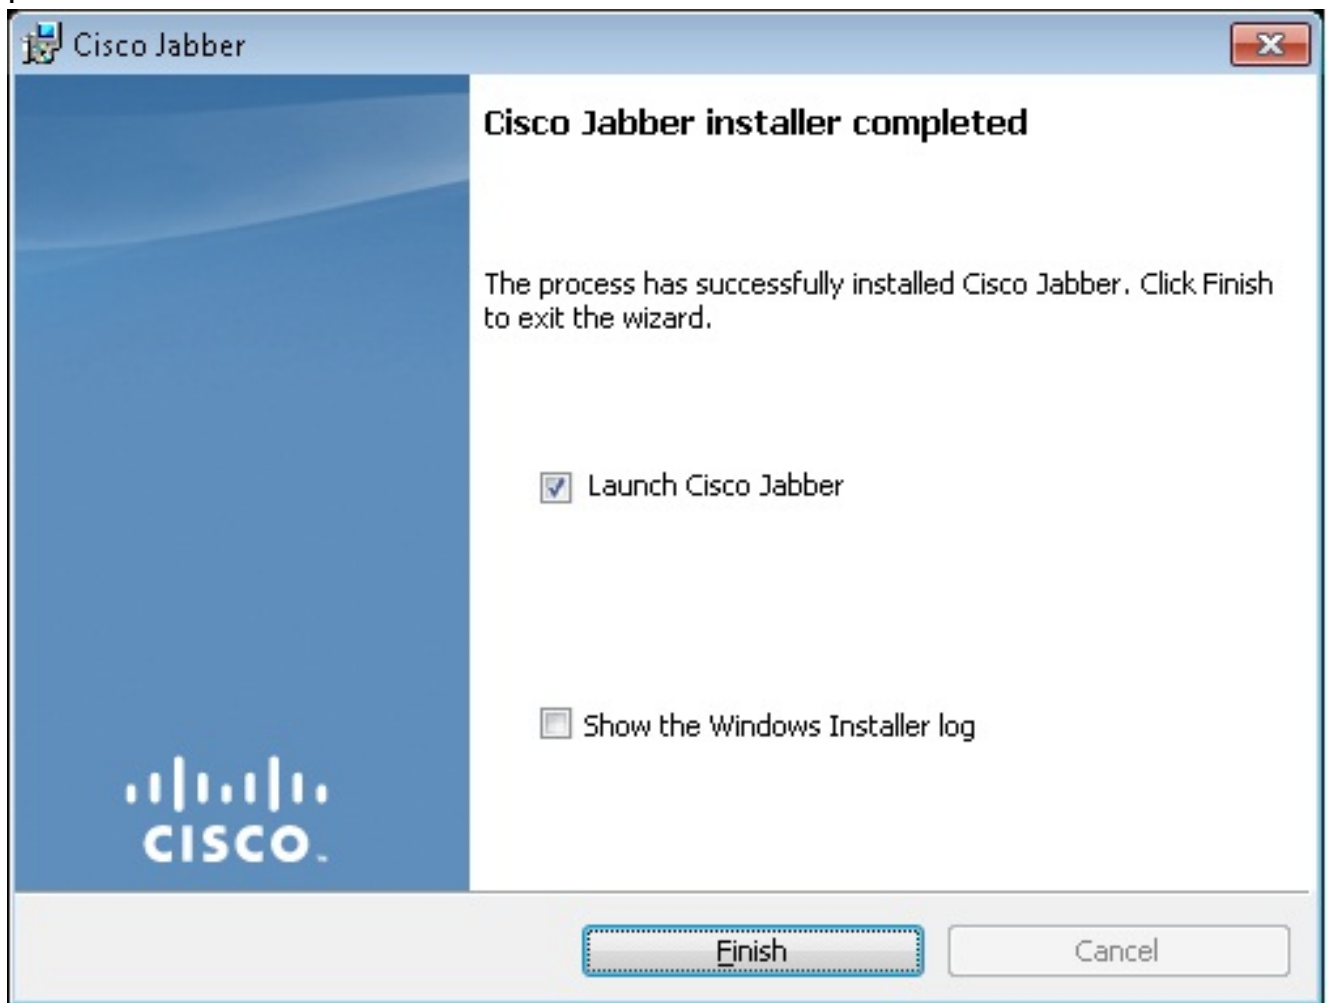 Cisco Jabber
Cisco Jabber installer completed
The process has successfully installed Cisco Jabber. Click Finish
to exit the wizard.
Launch Cisco Jabber
Show the Windows Installer log
CISCO.
Finish
Cancel